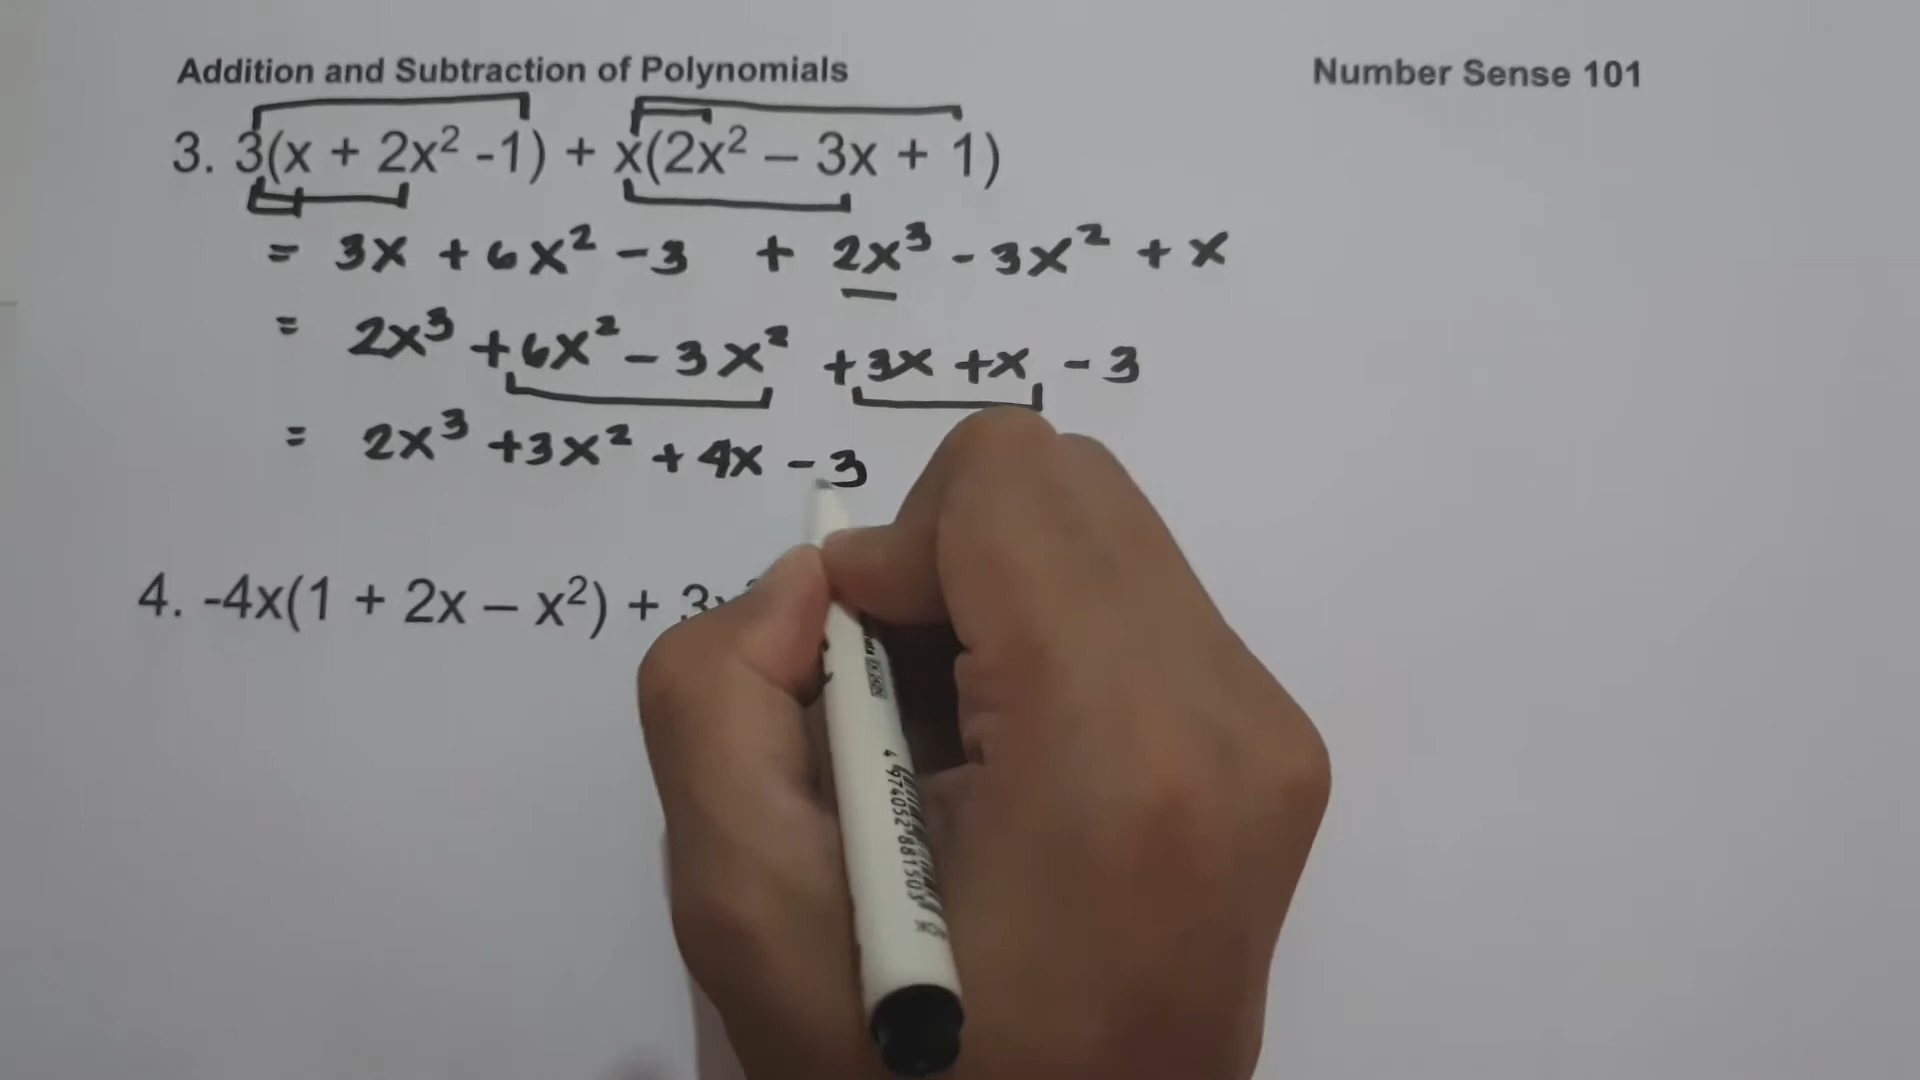 Addition and Subtraction of Polynomials
Number Sense 101
3. 3(x + 2x² -1) + x(2x² – 3x + 1)
= 3x + 6x² - 3 + 2x³ - 3x² + x
= 2x³ + 6x² - 3x² + 3x + x - 3
= 2x³ + 3x² + 4x - 3
4. -4x(1 + 2x – x²) + 3